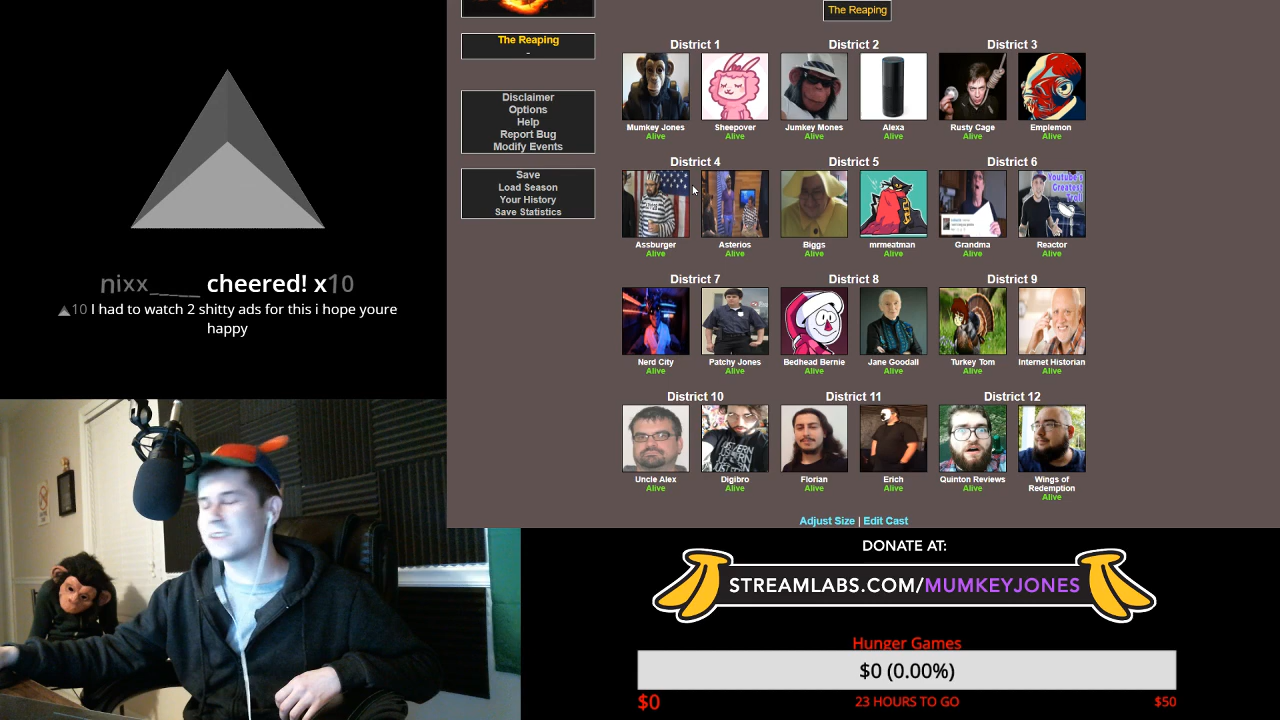 The Reaping
The Reaping
-
Disclaimer
Options
Help
Report Bug
Modify Events
Save
Load Season
Your History
Save Statistics
District 1 District 2 District 3
Mumkey Jones Sheepover Jumkey Mones Alexa Rusty Cage Emplemon
Alive Alive Alive Alive Alive Alive
District 4 District 5 District 6
Youtube's
Greatest
Troll
Assburger Asterios Biggs mrmeatman Grandma Reactor
Alive Alive Alive Alive Alive Alive
District 7 District 8 District 9
Nerd City Patchy Jones Bedhead Bernie Jane Goodall Turkey Tom Internet Historian
Alive Alive Alive Alive Alive Alive
District 10 District 11 District 12
Uncle Alex Digibro Florian Erich Quinton Reviews Wings of
Redemption
Alive Alive Alive Alive Alive Alive
Adjust Size | Edit Cast
nixx_____ cheered! x10
10 I had to watch 2 shitty ads for this i hope youre
happy
DONATE AT:
STREAMLABS.COM/MUMKEYJONES
Hunger Games
$0 (0.00%)
$0 23 HOURS TO GO $50